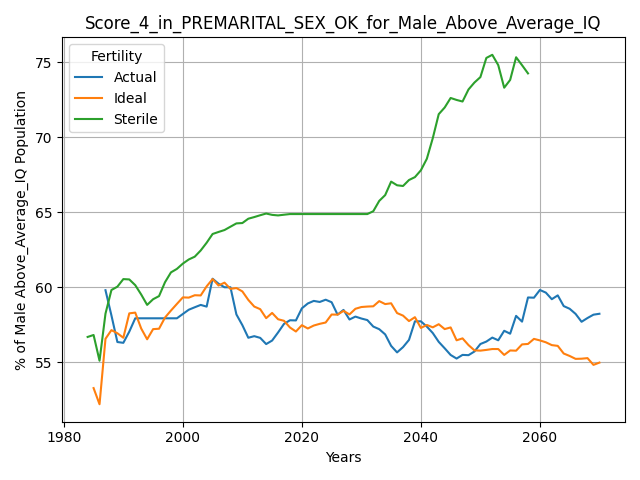 Score_4_in_PREMARITAL_SEX_OK_for_Male_Above_Average_IQ
% of Male Above_Average_IQ Population
Fertility
Actual
Ideal
Sterile
75
70
65
60
55
1980
2000
2020
2040
2060
Years